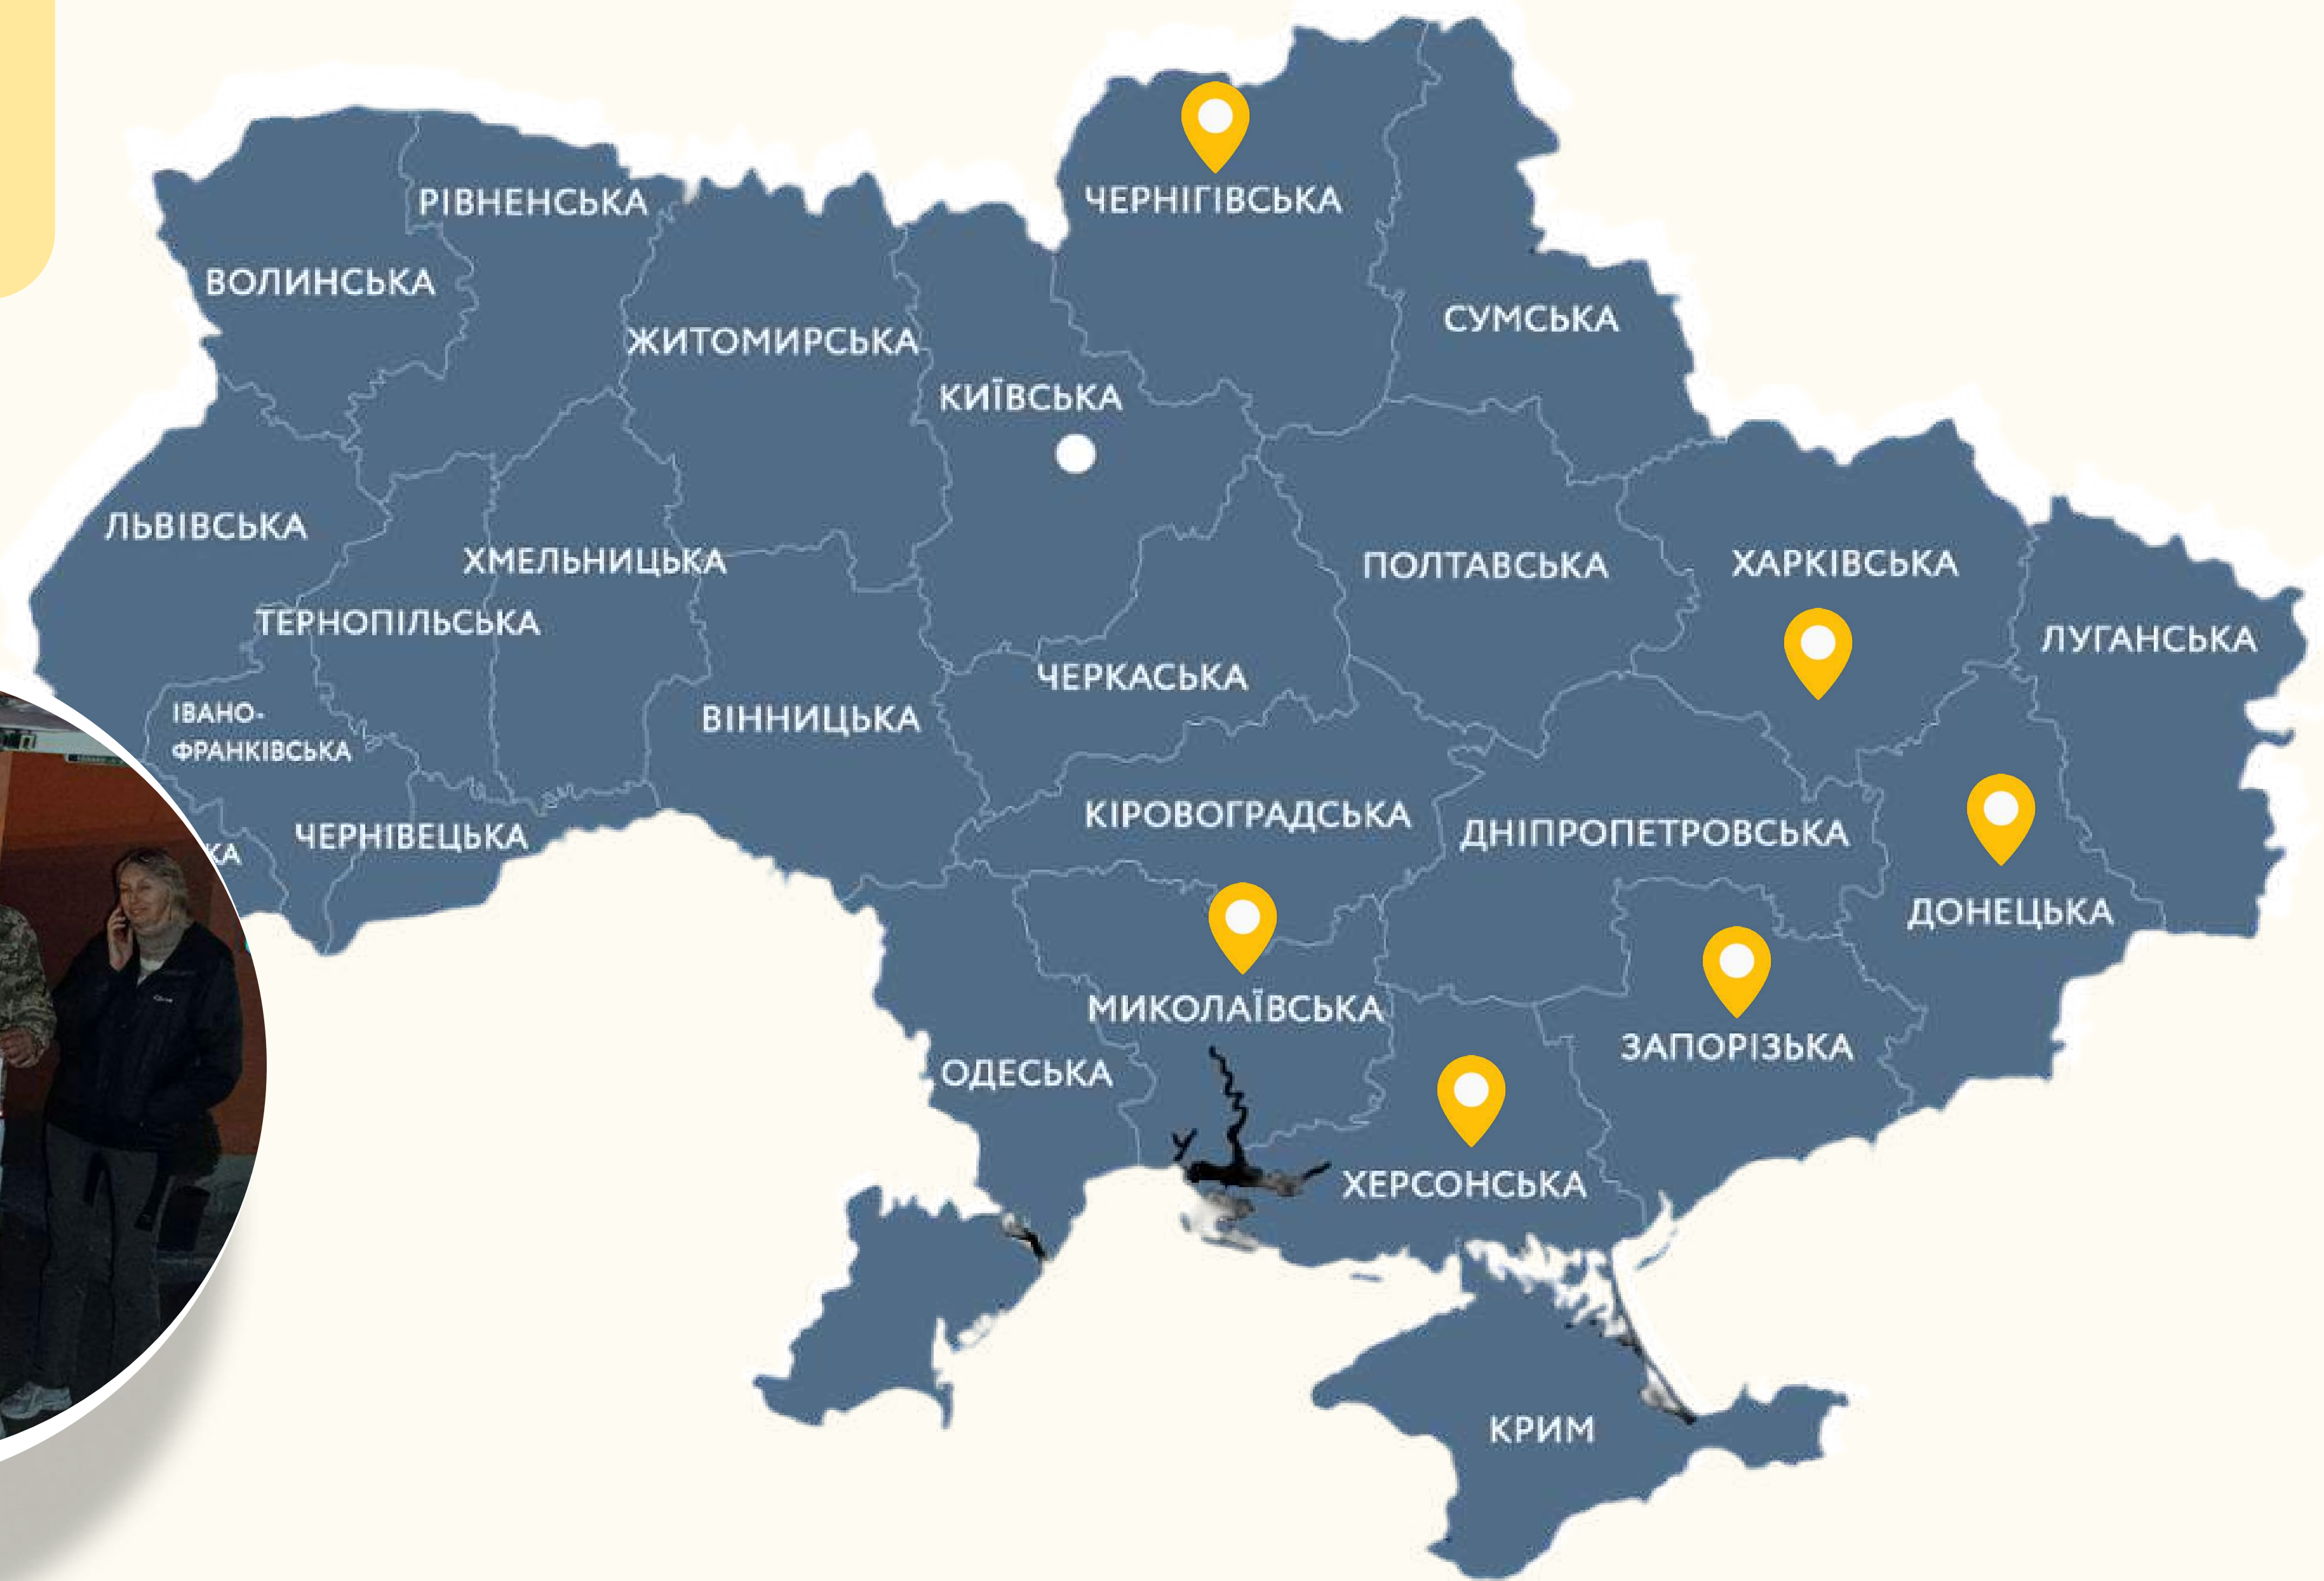 ЧЕРНІГІВСЬКА
РІВНЕНСЬКА
ВОЛИНСЬКА
СУМСЬКА
ЖИТОМИРСЬКА
КИЇВСЬКА
ЛЬВІВСЬКА
ХМЕЛЬНИЦЬКА
ПОЛТАВСЬКА
ХАРКІВСЬКА
ТЕРНОПІЛЬСЬКА
ЛУГАНСЬКА
ЧЕРКАСЬКА
ІВАНО-
ФРАНКІВСЬКА
ВІННИЦЬКА
КІРОВОГРАДСЬКА
ДНІПРОПЕТРОВСЬКА
ЧЕРНІВЕЦЬКА
КА
ДОНЕЦЬКА
МИКОЛАЇВСЬКА
ЗАПОРІЗЬКА
ОДЕСЬКА
ХЕРСОНСЬКА
КРИМ